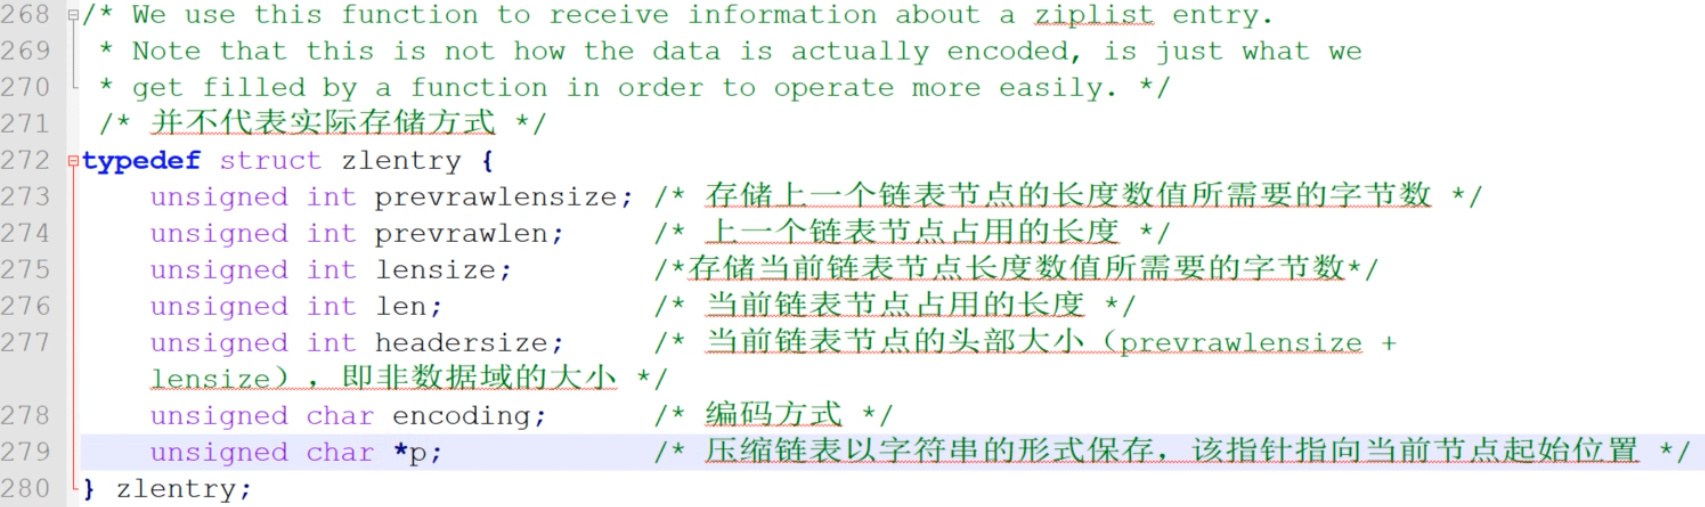 268 /* We use this function to receive information about a ziplist entry.
269  * Note that this is not how the data is actually encoded, is just what we
270  * get filled by a function in order to operate more easily. */
271  /* 并不代表实际存储方式 */
272 typedef struct zlentry {
273     unsigned int prevrawlensize; /* 存储上一个链表节点的长度数值所需要的字节数 */
274     unsigned int prevrawlen;     /* 上一个链表节点占用的长度 */
275     unsigned int lensize;        /*存储当前链表节点长度数值所需要的字节数*/
276     unsigned int len;            /* 当前链表节点占用的长度 */
277     unsigned int headersize;     /* 当前链表节点的头部大小（prevrawlensize +
    lensize），即非数据域的大小 */
278     unsigned char encoding;      /* 编码方式 */
279     unsigned char *p;            /* 压缩链表以字符串的形式保存，该指针指向当前节点起始位置 */
280 } zlentry;